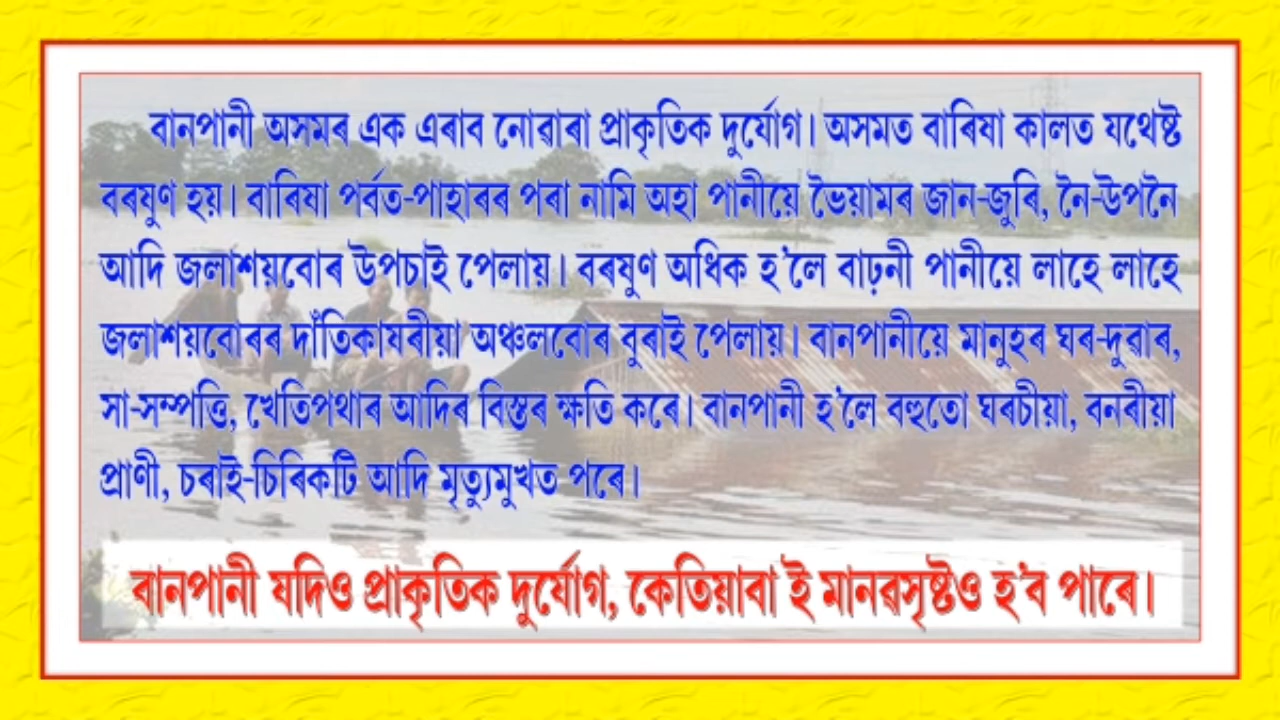 বানপানী অসমৰ এক এৰাব নোৱাৰা প্ৰাকৃতিক দুৰ্যোগ। অসমত বাৰিষা কালত যথেষ্ট
বৰষুণ হয়। বাৰিষা পৰ্বত-পাহাৰৰ পৰা নামি অহা পানীয়ে ভৈয়ামৰ জান-জুৰি, নৈ-উপনৈ
আদি জলাশয়বোৰ উপচাই পেলায়। বৰষুণ অধিক হ'লে বাঢ়নী পানীয়ে লাহে লাহে
জলাশয়বোৰৰ দাঁতিকাষৰীয়া অঞ্চলবোৰ বুৰাই পেলায়। বানপানীয়ে মানুহৰ ঘৰ-দুৱাৰ,
সা-সম্পত্তি, খেতিপথাৰ আদিৰ বিস্তৰ ক্ষতি কৰে। বানপানী হ'লে বহুতো ঘৰচীয়া, বনৰীয়া
প্ৰাণী, চৰাই-চিৰিকটি আদি মৃত্যুমুখত পৰে।
বানপানী যদিও প্ৰাকৃতিক দুৰ্যোগ, কেতিয়াবা ই মানৱসৃষ্টও হ'ব পাৰে।